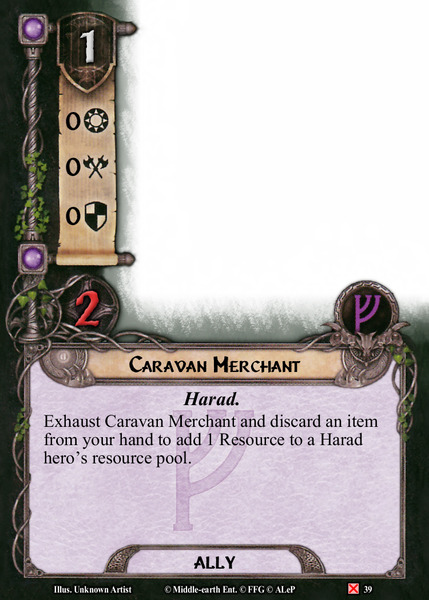 1
0
0
0
2
Caravan Merchant
Harad.
Exhaust Caravan Merchant and discard an item
from your hand to add 1 Resource to a Harad
hero's resource pool.
ALLY
Illus. Unknown Artist © Middle-earth Ent. © FFG © ALeP 39